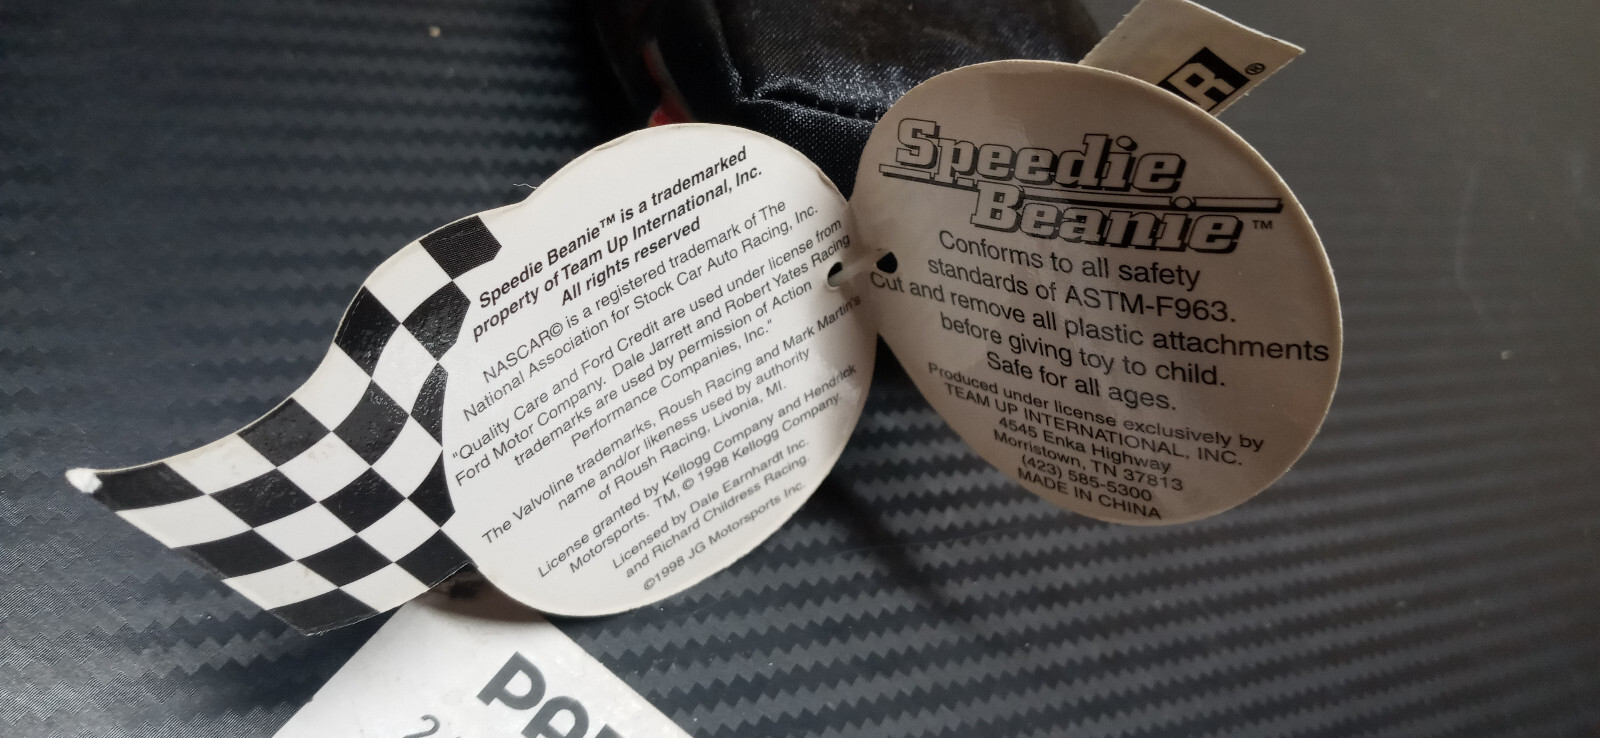 Speedie Beanie™ is a trademarked
property of Team Up International, Inc.
All rights reserved
NASCAR© is a registered trademark of The
National Association for Stock Car Auto Racing, Inc.
"Quality Care and Ford Credit are used under license from
Ford Motor Company. Dale Jarrett and Robert Yates Racing
trademarks are used by permission of Action
Performance Companies, Inc."
The Valvoline trademarks, Roush Racing and Mark Martin's
name and/or likeness used by authority
of Roush Racing, Livonia, MI.
License granted by Kellogg Company and Hendrick
Motorsports. TM, © 1998 Kellogg Company.
Licensed by Dale Earnhardt Inc.
and Richard Childress Racing.
©1998 JG Motorsports Inc.
R®
Speedie
Beanie™
Conforms to all safety
standards of ASTM-F963.
Cut and remove all plastic attachments
before giving toy to child.
Safe for all ages.
Produced under license exclusively by
TEAM UP INTERNATIONAL, INC.
4545 Enka Highway
Morristown, TN 37813
(423) 585-5300
MADE IN CHINA